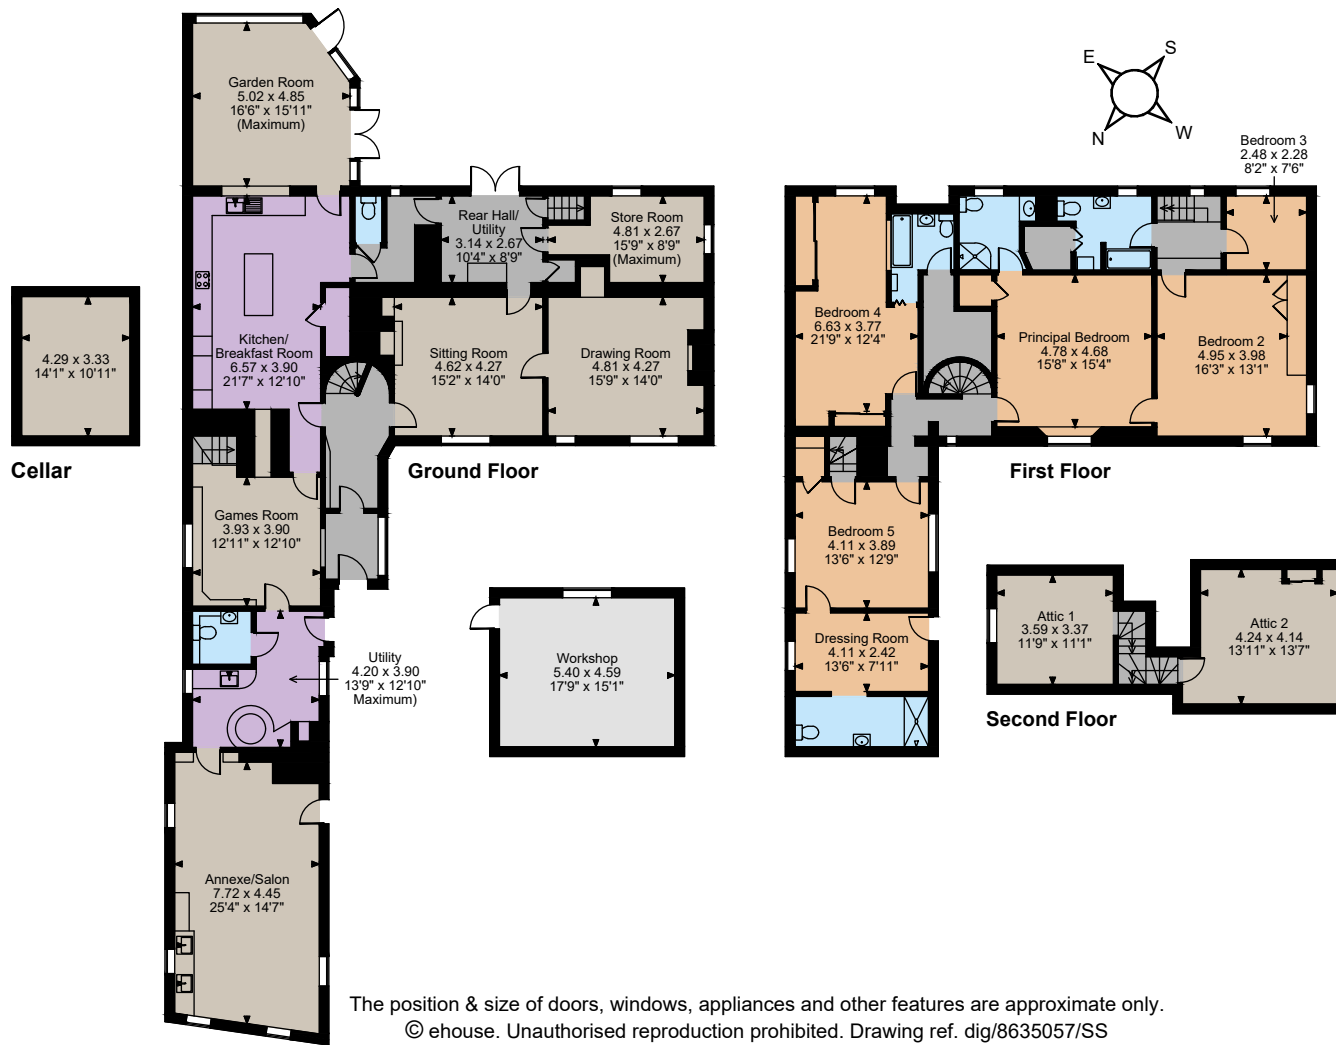 Garden Room
5.02 x 4.85
16'6" x 15'11"
(Maximum)
E
S
N
W
Bedroom 3
2.48 x 2.28
8'2" x 7'6"
Rear Hall/
Utility
3.14 x 2.67
10'4" x 8'9"
Store Room
4.81 x 2.67
15'9" x 8'9"
(Maximum)
4.29 x 3.33
14'1" x 10'11"
Cellar
Kitchen/
Breakfast Room
6.57 x 3.90
21'7" x 12'10"
Sitting Room
4.62 x 4.27
15'2" x 14'0"
Drawing Room
4.81 x 4.27
15'9" x 14'0"
Ground Floor
Bedroom 4
6.63 x 3.77
21'9" x 12'4"
Principal Bedroom
4.78 x 4.68
15'8" x 15'4"
Bedroom 2
4.95 x 3.98
16'3" x 13'1"
First Floor
Games Room
3.93 x 3.90
12'11" x 12'10"
Bedroom 5
4.11 x 3.89
13'6" x 12'9"
Dressing Room
4.11 x 2.42
13'6" x 7'11"
Utility
4.20 x 3.90
13'9" x 12'10"
Maximum)
Workshop
5.40 x 4.59
17'9" x 15'1"
Attic 1
3.59 x 3.37
11'9" x 11'1"
Attic 2
4.24 x 4.14
13'11" x 13'7"
Second Floor
Annexe/Salon
7.72 x 4.45
25'4" x 14'7"
The position & size of doors, windows, appliances and other features are approximate only.
© ehouse. Unauthorised reproduction prohibited. Drawing ref. dig/8635057/SS